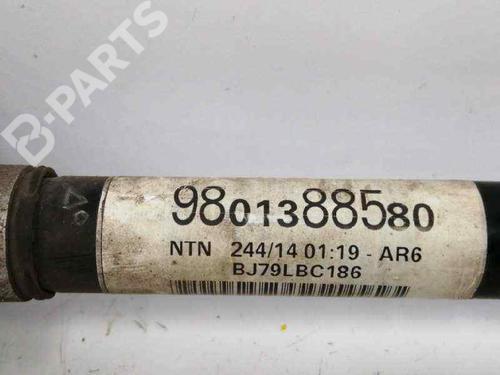 B-PARTS
9801388580
NTN 244/14 01:19 - AR6
BJ79LBC186